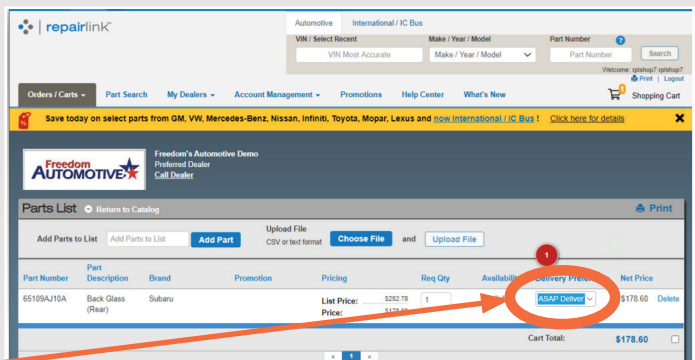 repairlink
Automotive International / IC Bus
VIN / Select Recent Make / Year / Model Part Number ?
VIN Most Accurate Make / Year / Model Part Number Search
Welcome: rplshop7 rplshop7
Print | Logout
Orders / Carts Part Search My Dealers Account Management Promotions Help Center What's New 0 Shopping Cart
Save today on select parts from GM, VW, Mercedes-Benz, Nissan, Infiniti, Toyota, Mopar, Lexus and now International / IC Bus ! Click here for details X
Freedom
AUTOMOTIVE
Freedom's Automotive Demo
Preferred Dealer
Call Dealer
Parts List Return to Catalog Print
Add Parts to List Add Parts to List Add Part
Upload File
CSV or text format Choose File and Upload File
1
Part Number Part Description Brand Promotion Pricing Req Qty Availability Delivery Net Price
65109AJ10A Back Glass (Rear) Subaru List Price: $282.78 1 ASAP Deliver $178.60 Delete
Price: $178.60
Cart Total: $178.60
« 1 »